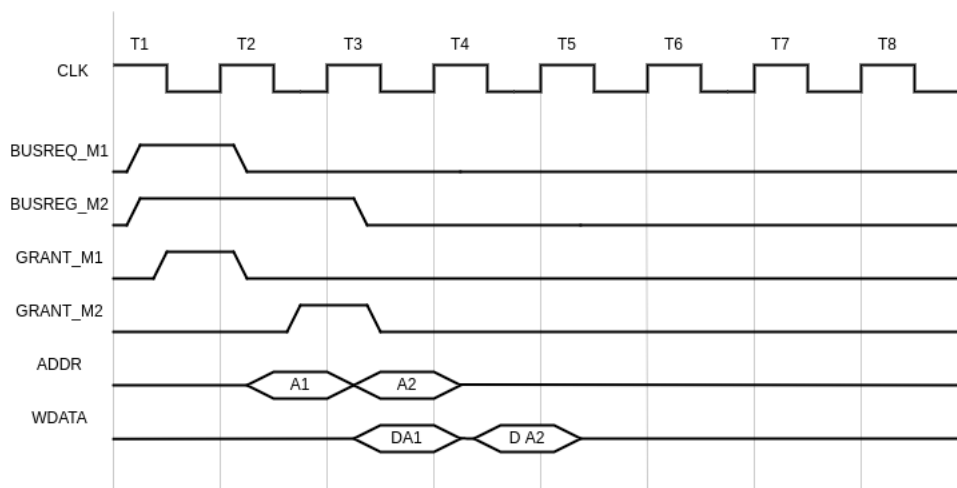 T1 T2 T3 T4 T5 T6 T7 T8
CLK
BUSREQ_M1
BUSREG_M2
GRANT_M1
GRANT_M2
ADDR
A1 A2
WDATA
DA1 D A2